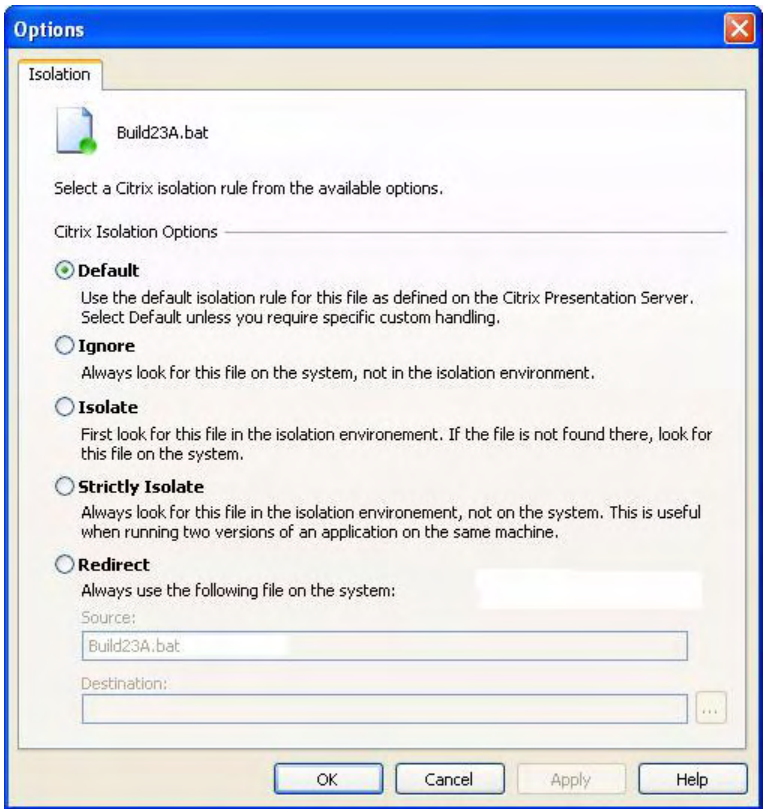 Options
Isolation
Build23A.bat
Select a Citrix isolation rule from the available options.
Citrix Isolation Options
Default
Use the default isolation rule for this file as defined on the Citrix Presentation Server.
Select Default unless you require specific custom handling.
Ignore
Always look for this file on the system, not in the isolation environment.
Isolate
First look for this file in the isolation environement. If the file is not found there, look for
this file on the system.
Strictly Isolate
Always look for this file in the isolation environement, not on the system. This is useful
when running two versions of an application on the same machine.
Redirect
Always use the following file on the system:
Source:
Build23A.bat
Destination:
...
OK Cancel Apply Help